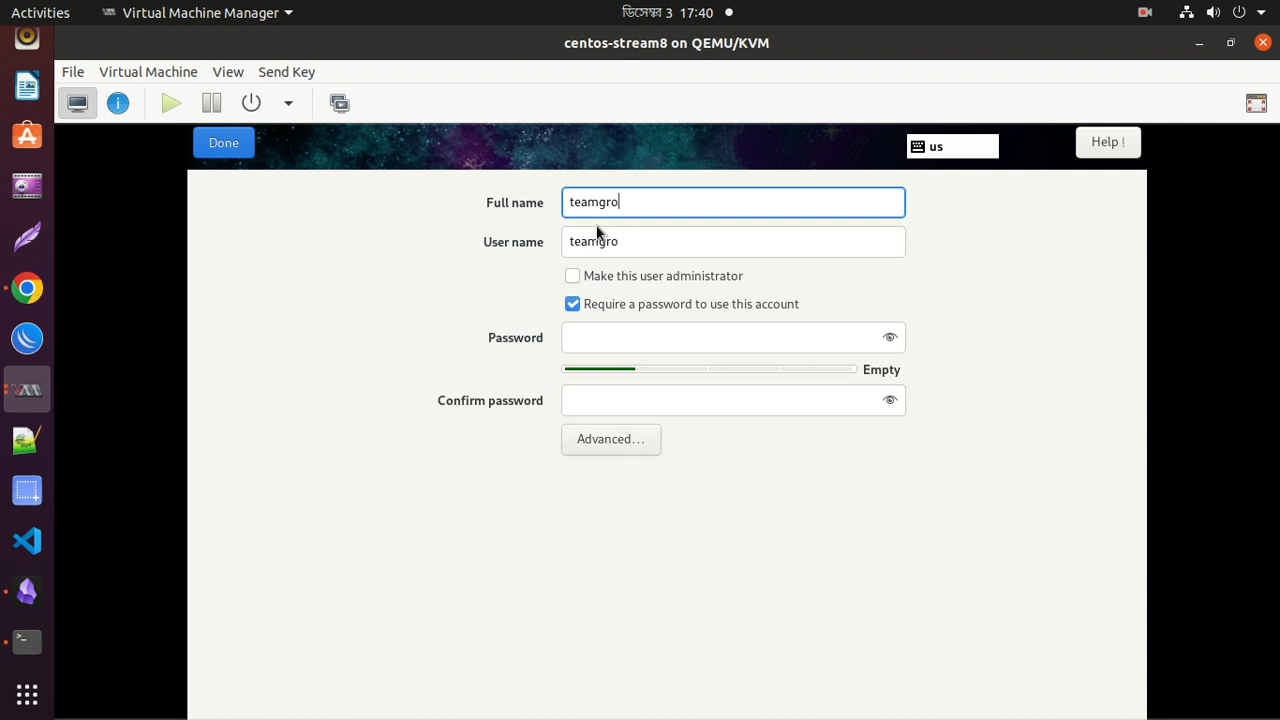 Activities Virtual Machine Manager ডিসেম্বর 3 17:40
centos-stream8 on QEMU/KVM
File Virtual Machine View Send Key
Done us Help !
Full name teamgro
User name teamgro
Make this user administrator
Require a password to use this account
Password
Empty
Confirm password
Advanced...